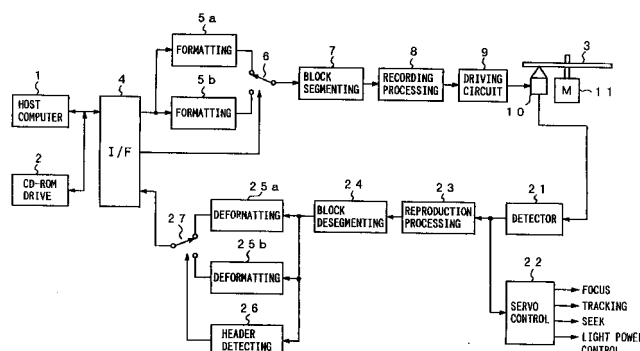 5a
FORMATTING
6
7
BLOCK
SEGMENTING
8
RECORDING
PROCESSING
9
DRIVING
CIRCUIT
3
M
11
10
1
HOST
COMPUTER
4
I/F
5b
FORMATTING
2
CD-ROM
DRIVE
27
25a
DEFORMATTING
24
BLOCK
DESEGMENTING
23
REPRODUCTION
PROCESSING
21
DETECTOR
25b
DEFORMATTING
26
HEADER
DETECTING
22
SERVO
CONTROL
FOCUS
TRACKING
SEEK
LIGHT POWER
CONTROL